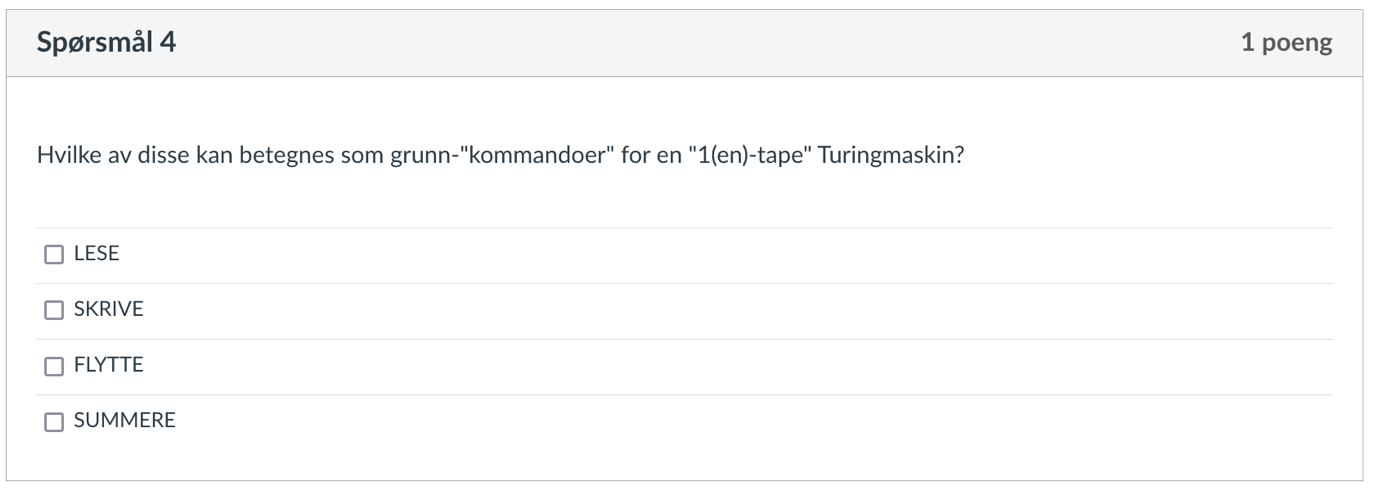 Spørsmål 4
1 poeng
Hvilke av disse kan betegnes som grunn-"kommandoer" for en "1(en)-tape" Turingmaskin?
LESE
SKRIVE
FLYTTE
SUMMERE